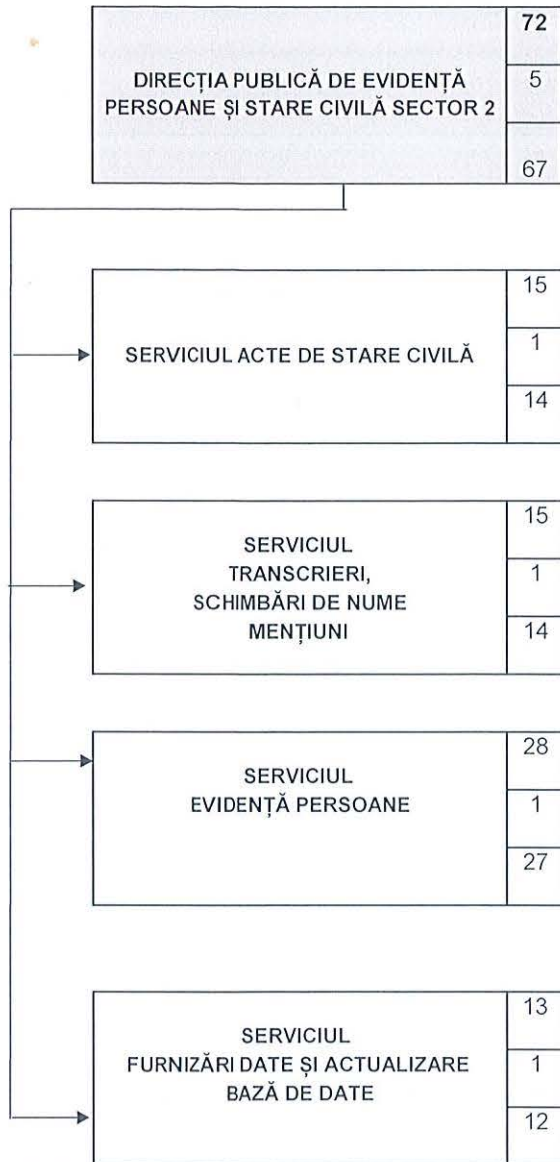 DIRECȚIA PUBLICĂ DE EVIDENȚĂ
PERSOANE ȘI STARE CIVILĂ SECTOR 2
72
5
67
SERVICIUL ACTE DE STARE CIVILĂ
15
1
14
SERVICIUL
TRANSCRIERI,
SCHIMBĂRI DE NUME
MENȚIUNI
15
1
14
SERVICIUL
EVIDENȚĂ PERSOANE
28
1
27
SERVICIUL
FURNIZĂRI DATE ȘI ACTUALIZARE
BAZĂ DE DATE
13
1
12